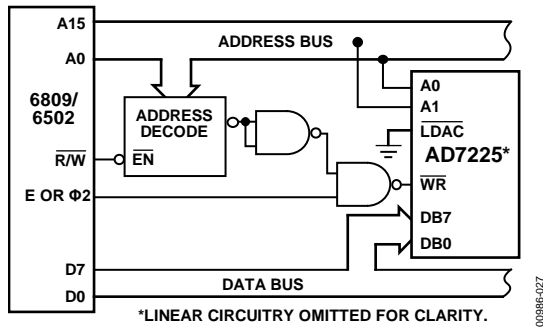 A15
ADDRESS BUS
A0
6809/
6502
ADDRESS
DECODE
R/W
EN
E OR Φ2
A0
A1
LDAC
AD7225*
WR
DB7
DB0
D7
DATA BUS
D0
*LINEAR CIRCUITRY OMITTED FOR CLARITY.
00986-027